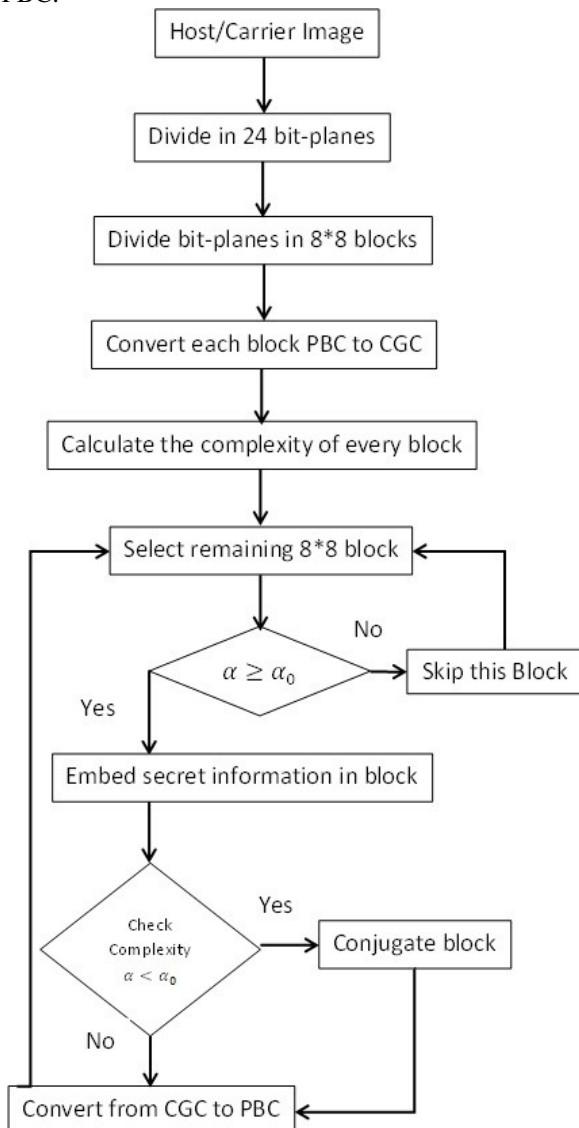 PBC.
Host/Carrier Image
Divide in 24 bit-planes
Divide bit-planes in 8*8 blocks
Convert each block PBC to CGC
Calculate the complexity of every block
Select remaining 8*8 block
No
α ≥ α₀
Skip this Block
Yes
Embed secret information in block
Yes
Check
Complexity
α < α₀
Conjugate block
No
Convert from CGC to PBC